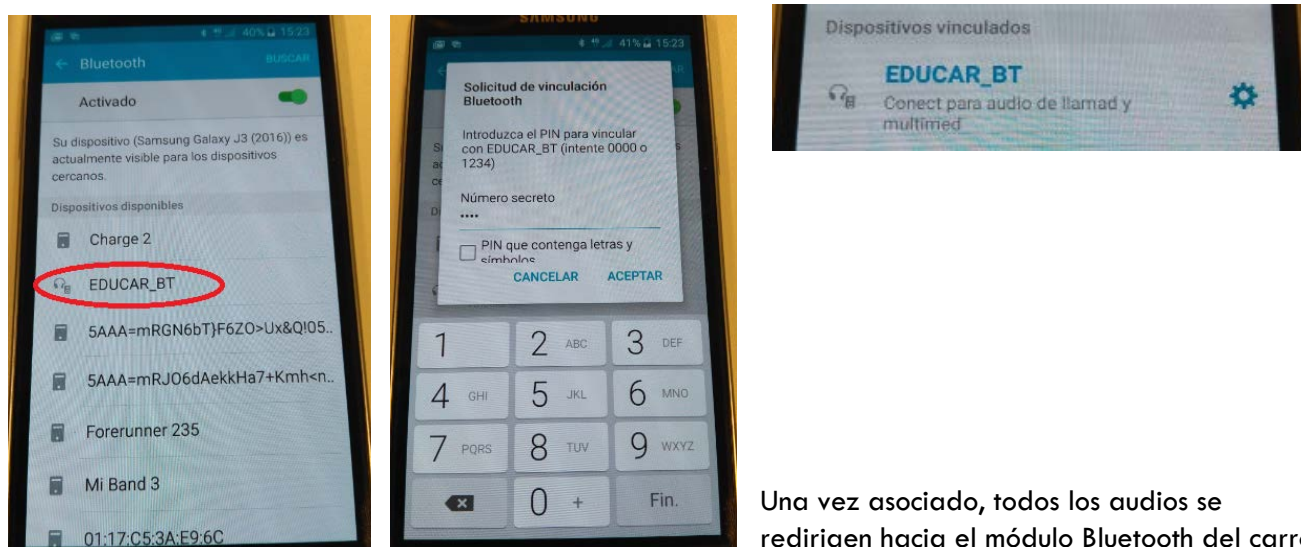 40% 15:23
Bluetooth
BUSCAR
Activado
Su dispositivo (Samsung Galaxy J3 (2016)) es
actualmente visible para los dispositivos
cercanos.
Dispositivos disponibles
Charge 2
EDUCAR_BT
5AAA=mRGN6bT}F6ZO>Ux&Q!05..
5AAA=mRJO6dAekkHa7+Kmh<n..
Forerunner 235
Mi Band 3
01:17:C5:3A:E9:6C
SAMSUNG
41% 15:23
Solicitud de vinculación
Bluetooth
Introduzca el PIN para vincular
con EDUCAR_BT (intente 0000 o
1234)
Número secreto
••••
PIN que contenga letras y
símbolos
CANCELAR ACEPTAR
1 2 ABC 3 DEF
4 GHI 5 JKL 6 MNO
7 PQRS 8 TUV 9 WXYZ
0 + Fin.
Dispositivos vinculados
EDUCAR_BT
Conect para audio de llamad y
multimed
Una vez asociado, todos los audios se
redirigen hacia el módulo Bluetooth del